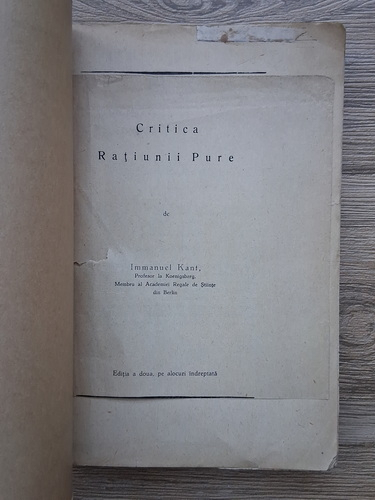 Critica
Rațiunii Pure
de
Immanuel Kant,
Profesor la Koenigsberg,
Membru al Academiei Regale de Științe
din Berlin
Ediția a doua, pe alocuri îndreptată